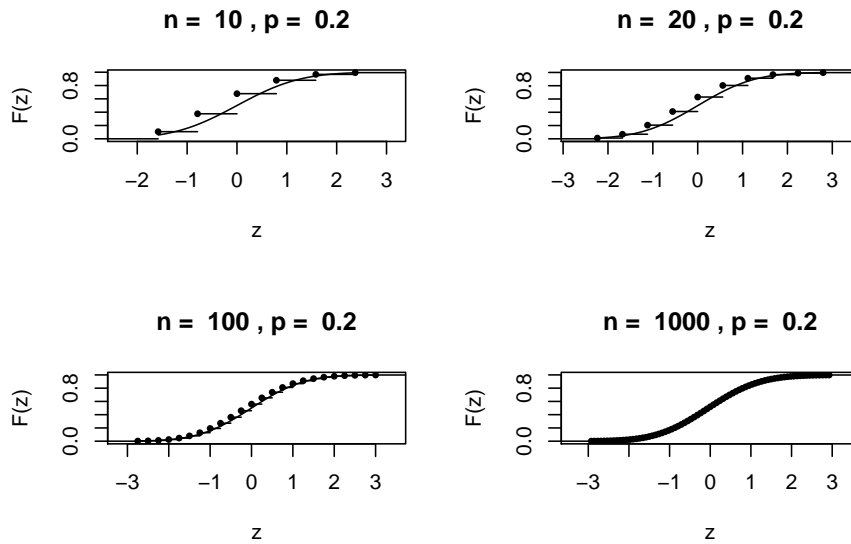 n = 10 , p = 0.2
F(z)
0.8
0.0
−2 −1 0 1 2 3
z
n = 20 , p = 0.2
F(z)
0.8
0.0
−3 −2 −1 0 1 2 3
z
n = 100 , p = 0.2
F(z)
0.8
0.0
−3 −1 0 1 2 3
z
n = 1000 , p = 0.2
F(z)
0.8
0.0
−3 −1 0 1 2 3
z